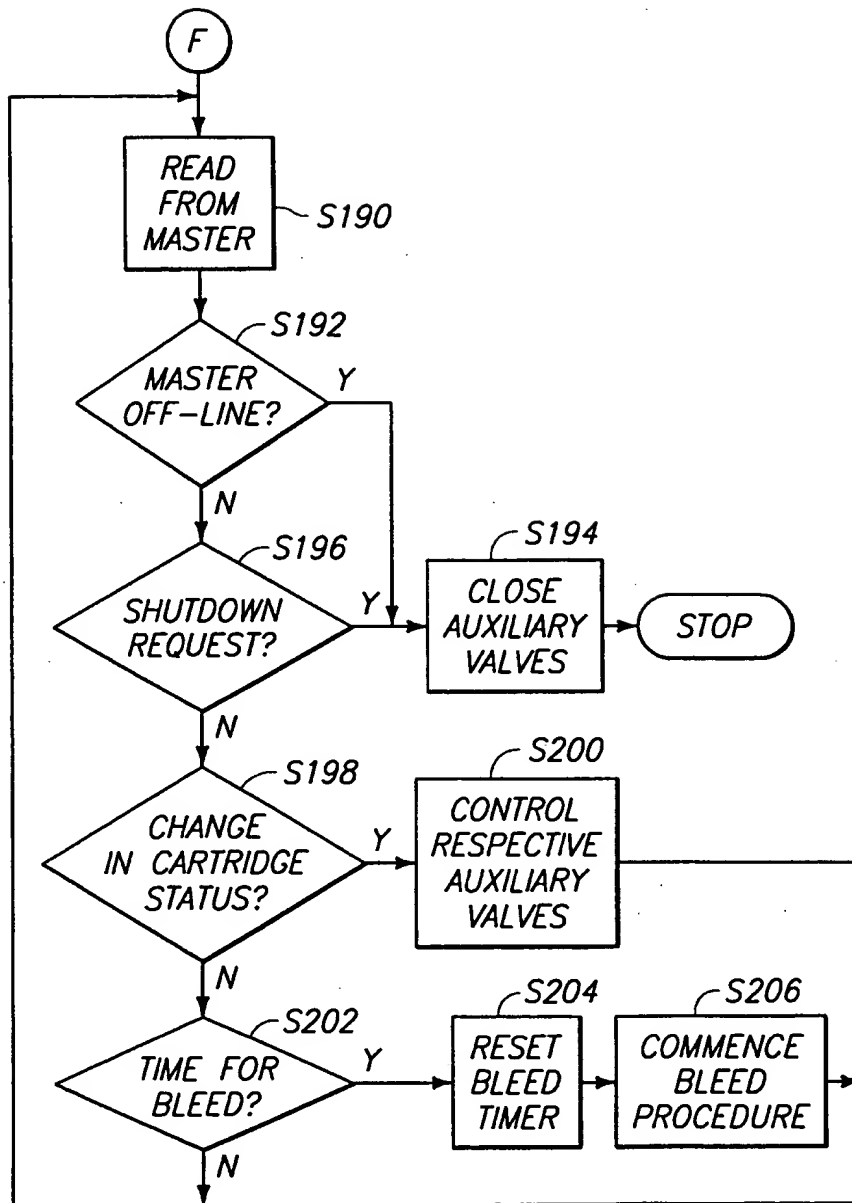 F
READ
FROM
MASTER
S190
S192
MASTER
OFF-LINE?
Y
N
S196
SHUTDOWN
REQUEST?
Y
S194
CLOSE
AUXILIARY
VALVES
STOP
N
S198
CHANGE
IN CARTRIDGE
STATUS?
Y
S200
CONTROL
RESPECTIVE
AUXILIARY
VALVES
N
S202
TIME FOR
BLEED?
Y
S204
RESET
BLEED
TIMER
S206
COMMENCE
BLEED
PROCEDURE
N